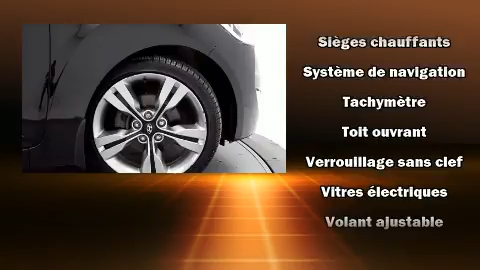 Sièges chauffants
Système de navigation
Tachymètre
Toit ouvrant
Verrouillage sans clef
Vitres électriques
Volant ajustable